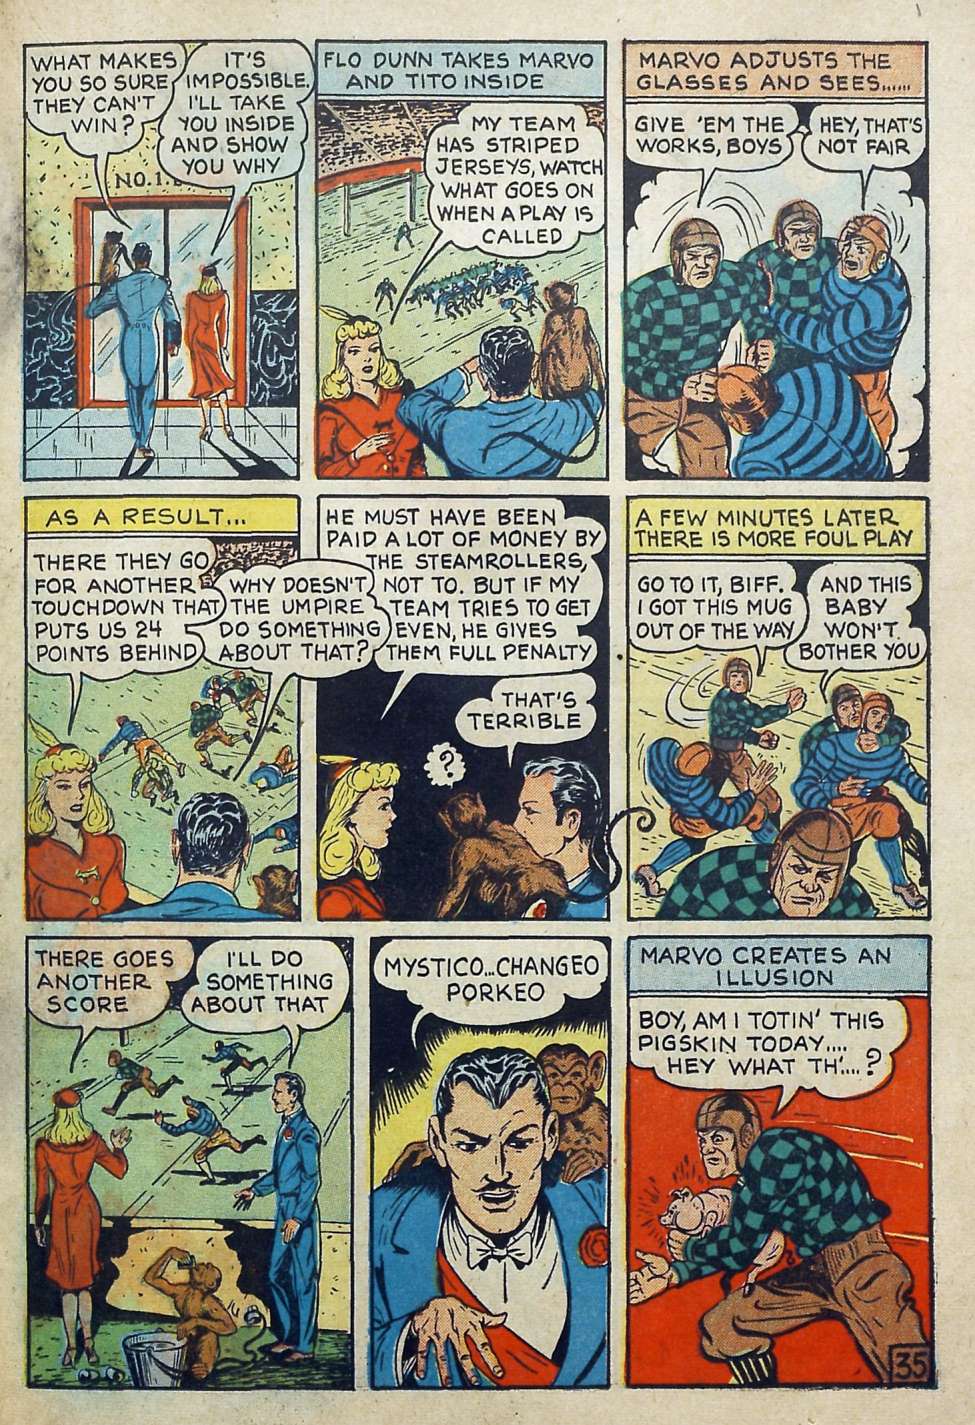 WHAT MAKES
YOU SO SURE
THEY CAN'T
WIN?
IT'S
IMPOSSIBLE.
I'LL TAKE
YOU INSIDE
AND SHOW
YOU WHY
NO.1
FLO DUNN TAKES MARVO
AND TITO INSIDE
MY TEAM
HAS STRIPED
JERSEYS, WATCH
WHAT GOES ON
WHEN A PLAY IS
CALLED
MARVO ADJUSTS THE
GLASSES AND SEES......
GIVE 'EM THE
WORKS, BOYS
HEY, THAT'S
NOT FAIR
AS A RESULT...
THERE THEY GO
FOR ANOTHER
TOUCHDOWN THAT
PUTS US 24
POINTS BEHIND
WHY DOESN'T
THE UMPIRE
DO SOMETHING
ABOUT THAT?
HE MUST HAVE BEEN
PAID A LOT OF MONEY BY
THE STEAMROLLERS,
NOT TO. BUT IF MY
TEAM TRIES TO GET
EVEN, HE GIVES
THEM FULL PENALTY
?
THAT'S
TERRIBLE
A FEW MINUTES LATER
THERE IS MORE FOUL PLAY
GO TO IT, BIFF.
I GOT THIS MUG
OUT OF THE WAY
AND THIS
BABY
WON'T
BOTHER YOU
THERE GOES
ANOTHER
SCORE
I'LL DO
SOMETHING
ABOUT THAT
MYSTICO...CHANGEO
PORKEO
MARVO CREATES AN
ILLUSION
BOY, AM I TOTIN' THIS
PIGSKIN TODAY....
HEY WHAT TH'....?
35